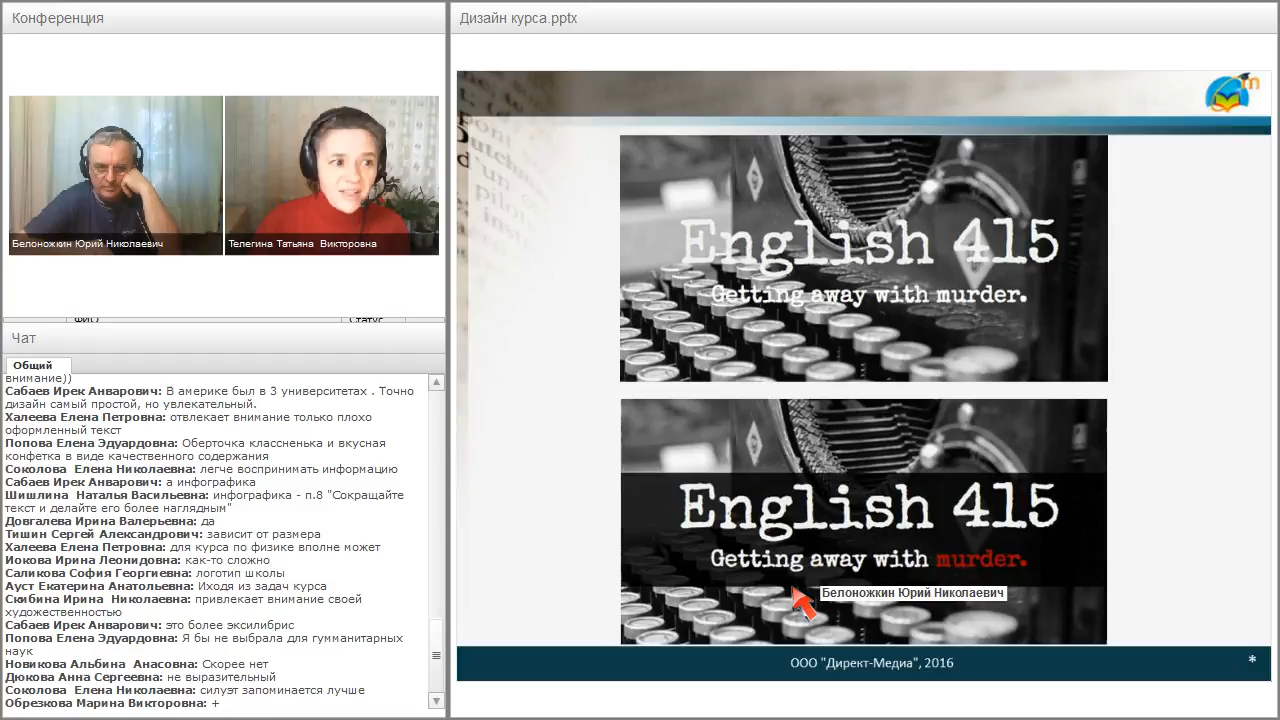 Конференция
Белоножкин Юрий Николаевич
Телегина Татьяна Викторовна
ФИО
Статус
Чат
Общий
внимание))
Сабаев Ирек Анварович: В америке был в 3 университетах . Точно
дизайн самый простой, но увлекательный.
Халеева Елена Петровна: отвлекает внимание только плохо
оформленный текст
Попова Елена Эдуардовна: Оберточка классненька и вкусная
конфетка в виде качественного содержания
Соколова Елена Николаевна: легче воспринимать информацию
Сабаев Ирек Анварович: а инфографика
Шишлина Наталья Васильевна: инфографика - п.8 "Сокращайте
текст и делайте его более наглядным"
Довгалева Ирина Валерьевна: да
Тишин Сергей Александрович: зависит от размера
Халеева Елена Петровна: для курса по физике вполне может
Иокова Ирина Леонидовна: как-то сложно
Саликова София Георгиевна: логотип школы
Ауст Екатерина Анатольевна: Иходя из задач курса
Скибина Ирина Николаевна: привлекает внимание своей
художественностью
Сабаев Ирек Анварович: это более эксилибрис
Попова Елена Эдуардовна: Я бы не выбрала для гумманитарных
наук
Новикова Альбина Анасовна: Скорее нет
Дюкова Анна Сергеевна: не выразительный
Соколова Елена Николаевна: силуэт запоминается лучше
Обрезкова Марина Викторовна: +
Дизайн курса.pptx
English 415
Getting away with murder.
English 415
Getting away with murder.
Белоножкин Юрий Николаевич
ООО "Директ-Медиа", 2016
*